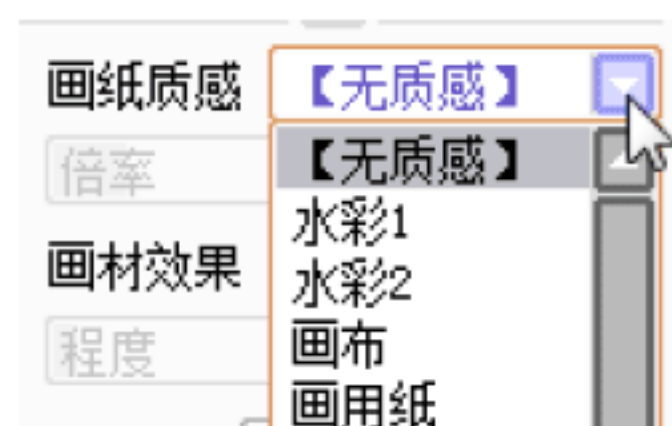 画纸质感 【无质感】
倍率 【无质感】
水彩1
画材效果 水彩2
程度 画布
画用纸